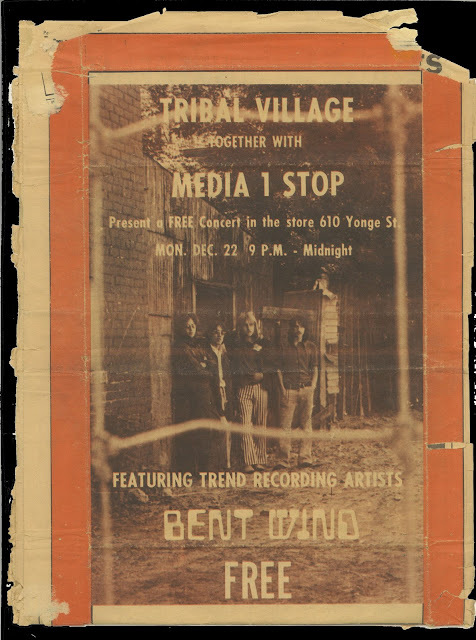 TS
TRIBAL VILLAGE
TOGETHER WITH
MEDIA 1 STOP
Present a FREE Concert in the store 610 Yonge St.
MON. DEC. 22 9 P.M. - Midnight
FEATURING TREND RECORDING ARTISTS
BENT WIND
FREE